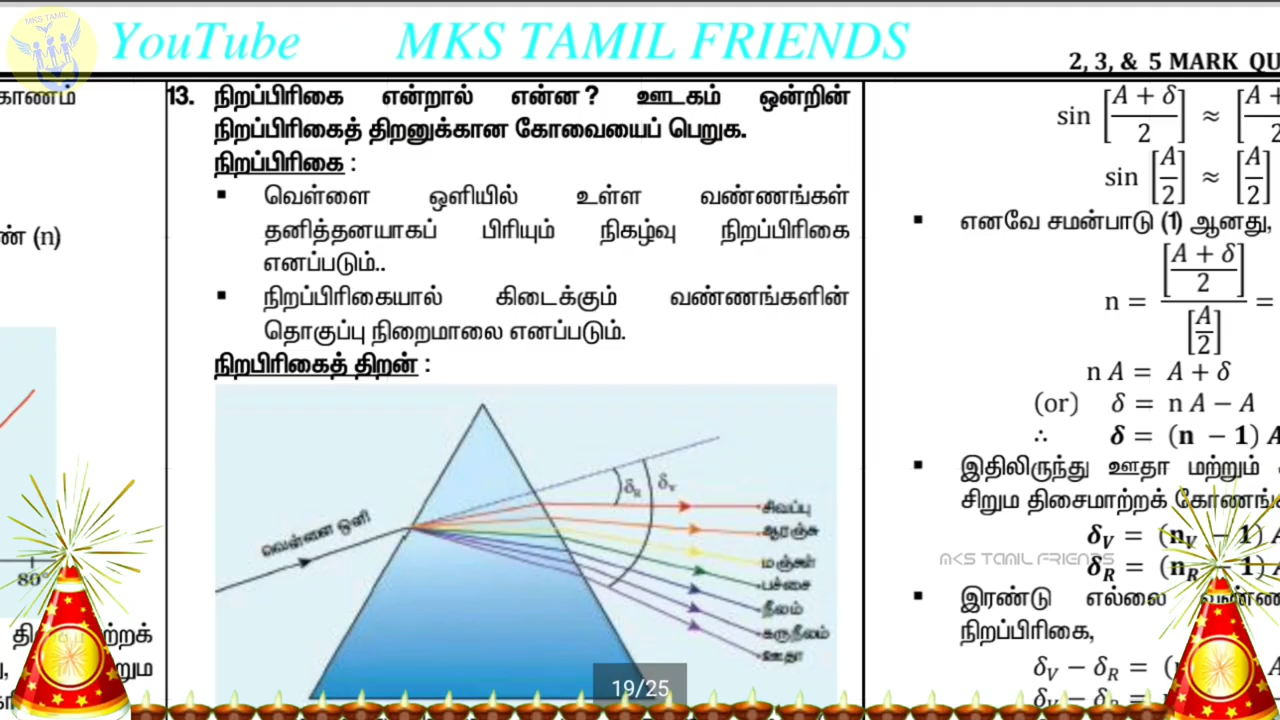 MKS TAMIL
YouTube MKS TAMIL FRIENDS
2, 3, & 5 MARK QU
13. நிறப்பிரிகை என்றால் என்ன? ஊடகம் ஒன்றின்
நிறப்பிரிகைத் திறனுக்கான கோவையைப் பெறுக.
நிறப்பிரிகை :
▪ வெள்ளை ஒளியில் உள்ள வண்ணங்கள்
தனித்தனயாகப் பிரியும் நிகழ்வு நிறப்பிரிகை
எனப்படும்..
▪ நிறப்பிரிகையால் கிடைக்கும் வண்ணங்களின்
தொகுப்பு நிறைமாலை எனப்படும்.
நிறபிரிகைத் திறன் :
வெள்ளை ஒளி
δR δV
சிவப்பு
ஆரஞ்சு
மஞ்சள்
பச்சை
நீலம்
கருநீலம்
ஊதா
19/25
ண் (n)
80°
sin [A + δ / 2] ≈ [A +
sin [A / 2] ≈ [A / 2]
▪ எனவே சமன்பாடு (1) ஆனது,
n = [A + δ / 2] / [A / 2] =
n A = A + δ
(or) δ = n A − A
∴ δ = (n − 1) A
▪ இதிலிருந்து ஊதா மற்றும்
சிறும திசைமாற்றக்
δV = (nV − 1) A
MKS TAMIL FRIENDS
δR = (nR − 1) A
▪ இரண்டு எல்லை
நிறப்பிரிகை,
δV − δR = (